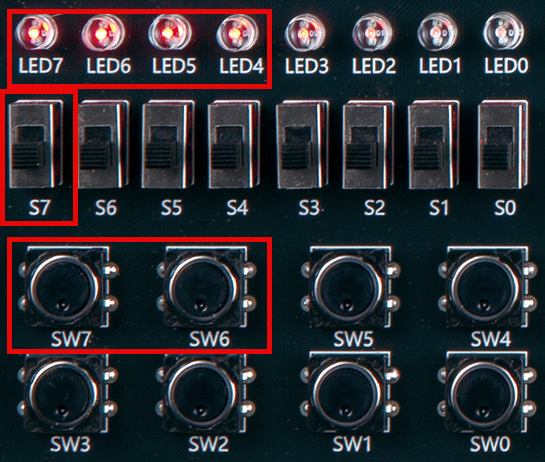 LED7 LED6 LED5 LED4 LED3 LED2 LED1 LED0
S7 S6 S5 S4 S3 S2 S1 S0
SW7 SW6 SW5 SW4
SW3 SW2 SW1 SW0